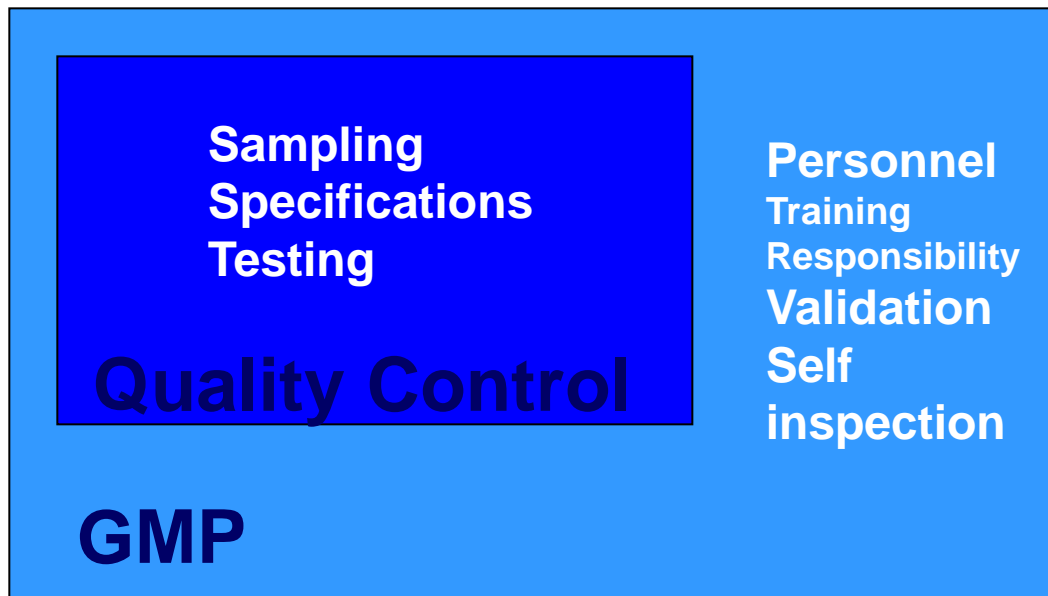 Sampling
Specifications
Testing
Quality Control
Personnel
Training
Responsibility
Validation
Self
inspection
GMP